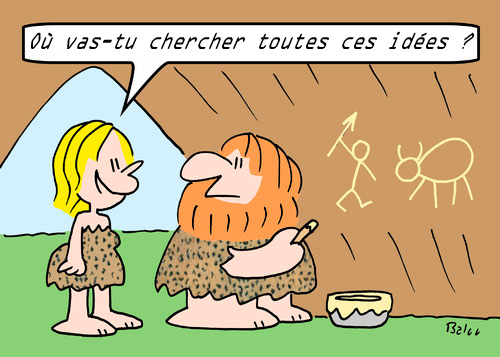 Où vas-tu chercher toutes ces idées ?